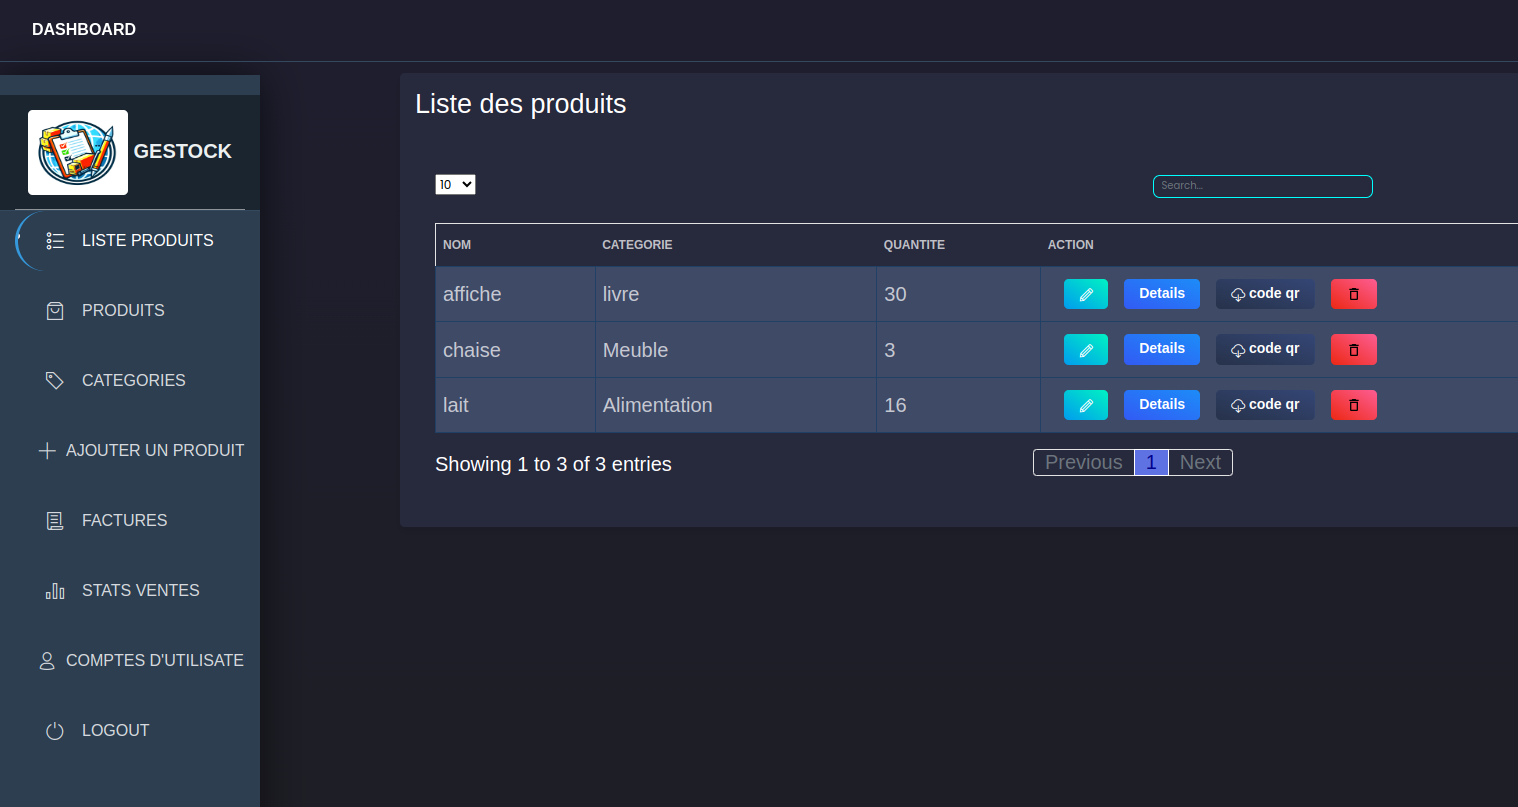 DASHBOARD
GESTOCK
LISTE PRODUITS
PRODUITS
CATEGORIES
AJOUTER UN PRODUIT
FACTURES
STATS VENTES
COMPTES D'UTILISATE
LOGOUT
Liste des produits
10 Search...
NOM CATEGORIE QUANTITE ACTION
affiche livre 30 Details code qr
chaise Meuble 3 Details code qr
lait Alimentation 16 Details code qr
Showing 1 to 3 of 3 entries Previous 1 Next